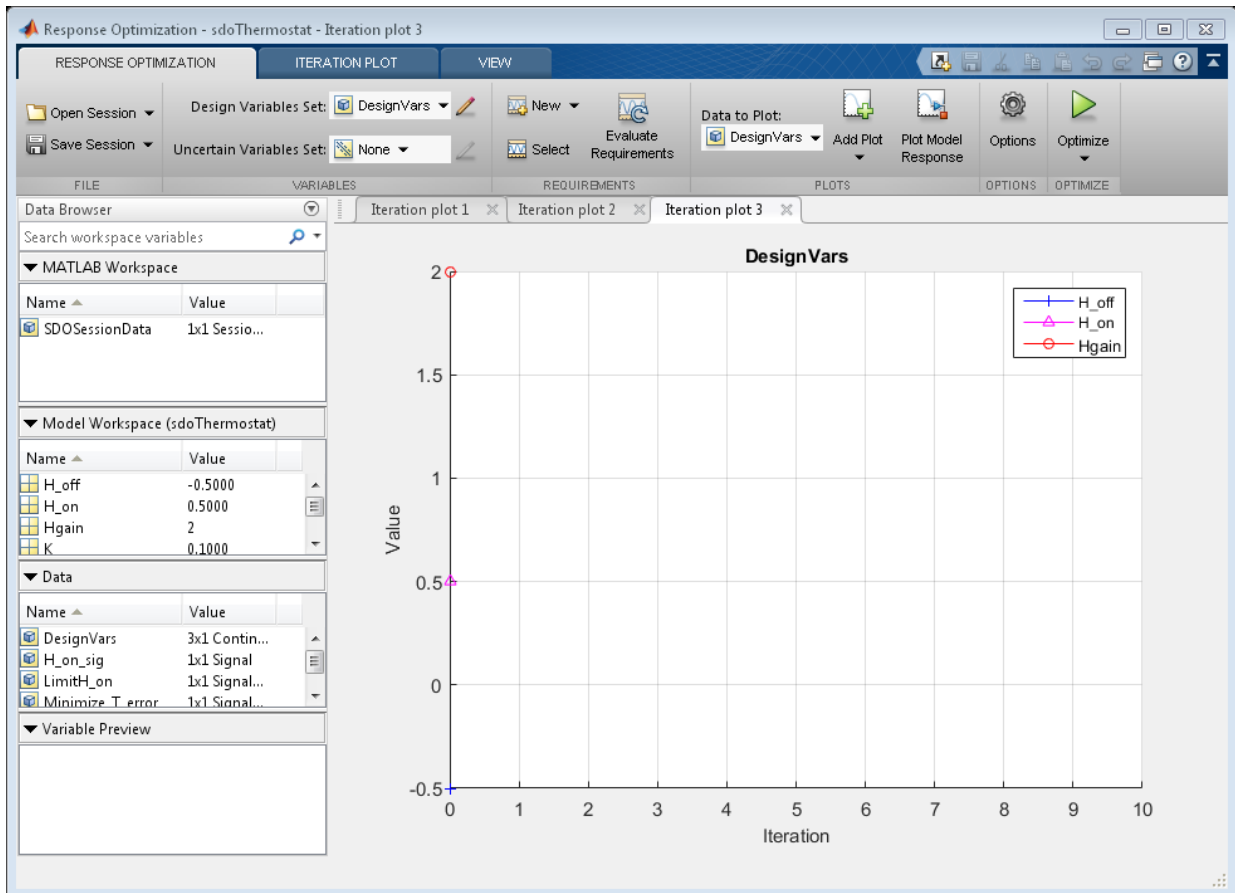 Response Optimization - sdoThermostat - Iteration plot 3
RESPONSE OPTIMIZATION
ITERATION PLOT
VIEW
Open Session
Save Session
FILE
Design Variables Set: DesignVars
Uncertain Variables Set: None
VARIABLES
New
Select
Evaluate
Requirements
REQUIREMENTS
Data to Plot:
DesignVars
Add Plot
Plot Model
Response
PLOTS
Options
OPTIONS
Optimize
OPTIMIZE
Data Browser
Search workspace variables
MATLAB Workspace
Name Value
SDOSessionData 1x1 Sessio...
Model Workspace (sdoThermostat)
Name Value
H_off -0.5000
H_on 0.5000
Hgain 2
K 0.1000
Data
Name Value
DesignVars 3x1 Contin...
H_on_sig 1x1 Signal
LimitH_on 1x1 Signal...
Minimize_T_error 1x1 Signal...
Variable Preview
Iteration plot 1
Iteration plot 2
Iteration plot 3
DesignVars
H_off
H_on
Hgain
2
1.5
1
0.5
0
-0.5
Value
0 1 2 3 4 5 6 7 8 9 10
Iteration